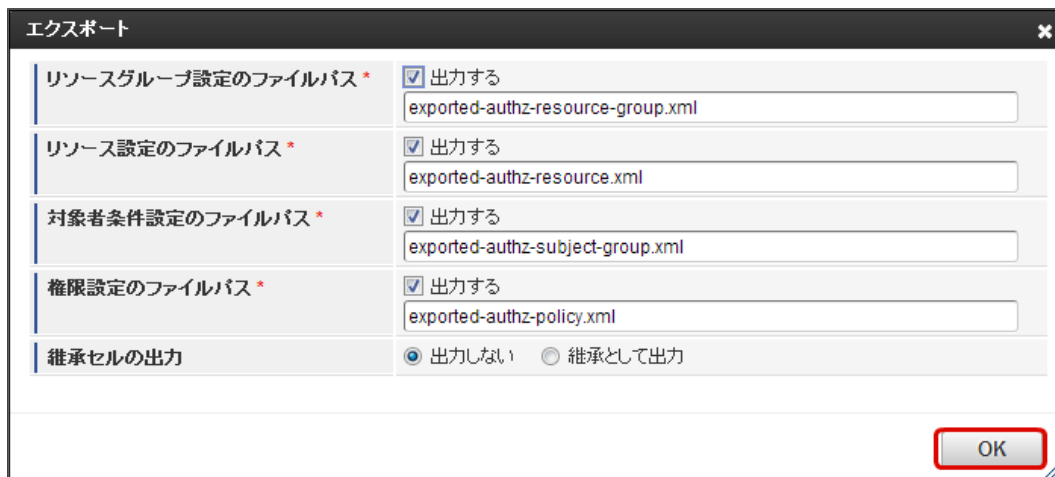 エクスポート
リソースグループ設定のファイルパス *
出力する
exported-authz-resource-group.xml
リソース設定のファイルパス *
出力する
exported-authz-resource.xml
対象者条件設定のファイルパス *
出力する
exported-authz-subject-group.xml
権限設定のファイルパス *
出力する
exported-authz-policy.xml
継承セルの出力
出力しない 継承として出力
OK